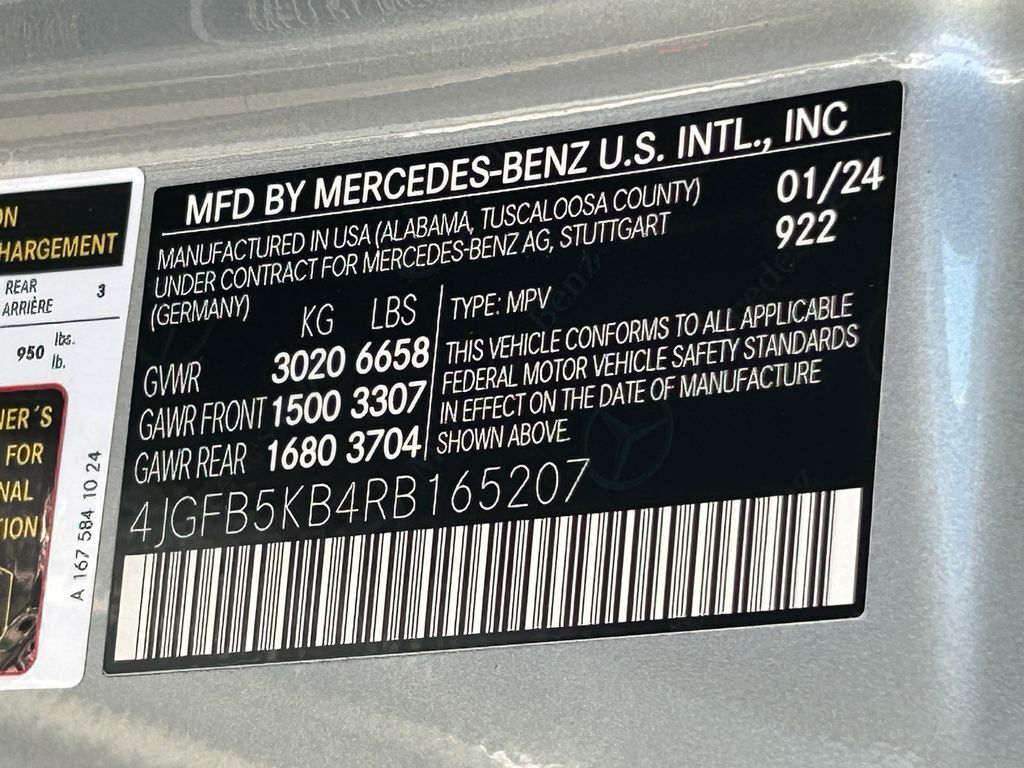 ON
HARGEMENT
REAR
ARRIÈRE
3
950 lbs.
lb.
NER´S
FOR
NAL
TION
A 167 584 10 24
MFD BY MERCEDES-BENZ U.S. INTL., INC
MANUFACTURED IN USA (ALABAMA, TUSCALOOSA COUNTY)
UNDER CONTRACT FOR MERCEDES-BENZ AG, STUTTGART
(GERMANY)
01/24
922
KG LBS
GVWR 3020 6658
GAWR FRONT 1500 3307
GAWR REAR 1680 3704
TYPE: MPV
THIS VEHICLE CONFORMS TO ALL APPLICABLE
FEDERAL MOTOR VEHICLE SAFETY STANDARDS
IN EFFECT ON THE DATE OF MANUFACTURE
SHOWN ABOVE.
4JGFB5KB4RB165207